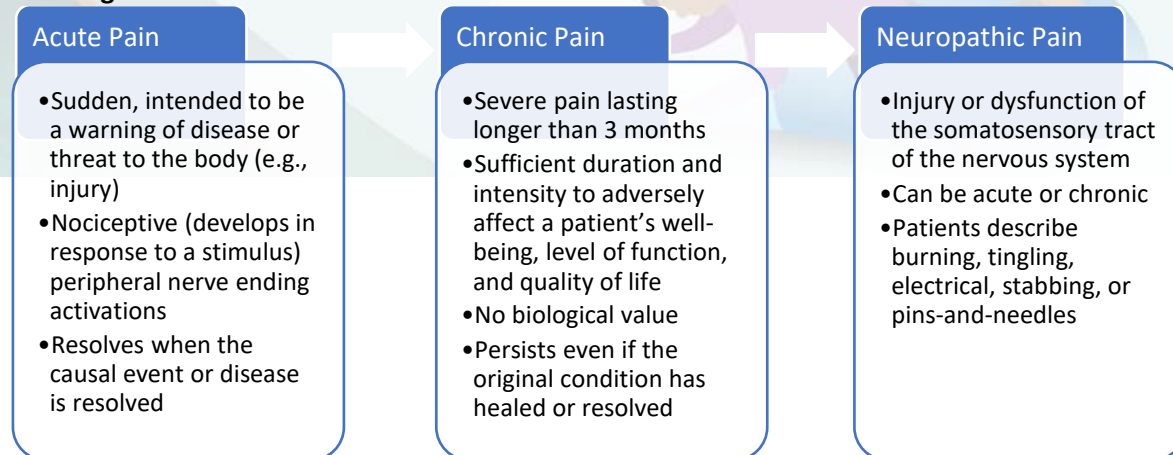 Acute Pain
•Sudden, intended to be
a warning of disease or
threat to the body (e.g.,
injury)
•Nociceptive (develops in
response to a stimulus)
peripheral nerve ending
activations
•Resolves when the
causal event or disease
is resolved
Chronic Pain
•Severe pain lasting
longer than 3 months
•Sufficient duration and
intensity to adversely
affect a patient’s well-
being, level of function,
and quality of life
•No biological value
•Persists even if the
original condition has
healed or resolved
Neuropathic Pain
•Injury or dysfunction of
the somatosensory tract
of the nervous system
•Can be acute or chronic
•Patients describe
burning, tingling,
electrical, stabbing, or
pins-and-needles